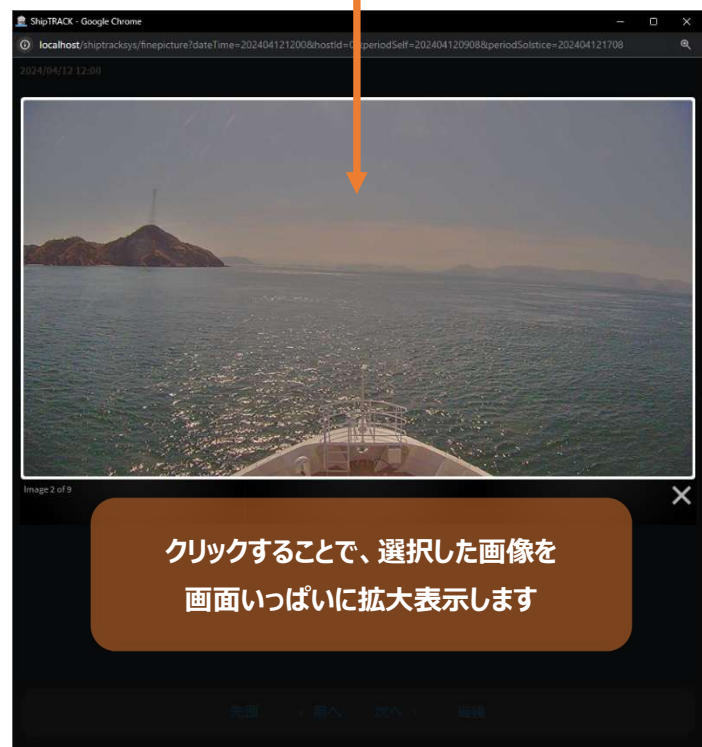 ShipTRACK - Google Chrome
localhost/shiptracksys/finepicture?dateTime=202404121200&hostId=0&periodSelf=202404120908&periodSolstice=202404121708
2024/04/12 12:00
Image 2 of 9
クリックすることで、選択した画像を
画面いっぱいに拡大表示します
先頭 ‹ 前へ 次へ › 最後